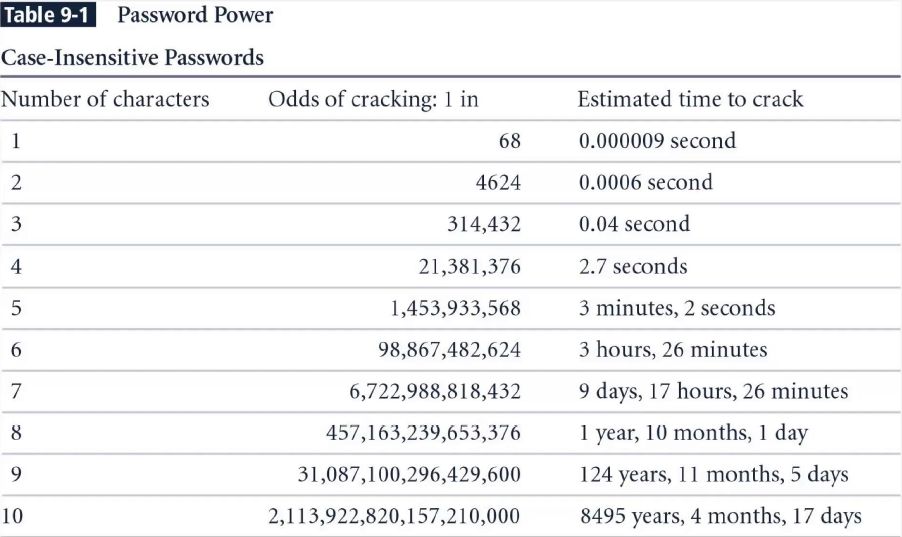 Table 9-1 Password Power
Case-Insensitive Passwords
Number of characters Odds of cracking: 1 in Estimated time to crack
1 68 0.000009 second
2 4624 0.0006 second
3 314,432 0.04 second
4 21,381,376 2.7 seconds
5 1,453,933,568 3 minutes, 2 seconds
6 98,867,482,624 3 hours, 26 minutes
7 6,722,988,818,432 9 days, 17 hours, 26 minutes
8 457,163,239,653,376 1 year, 10 months, 1 day
9 31,087,100,296,429,600 124 years, 11 months, 5 days
10 2,113,922,820,157,210,000 8495 years, 4 months, 17 days